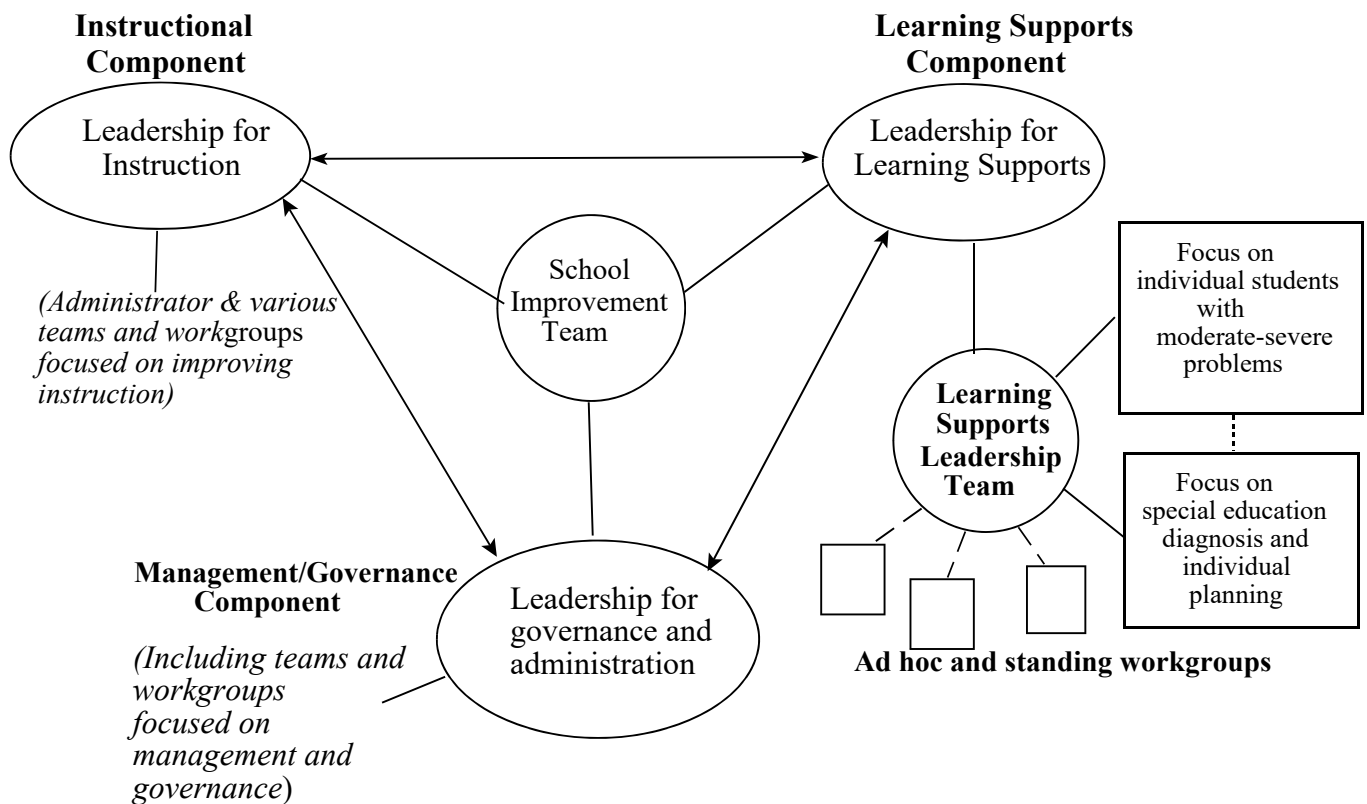 Instructional
Component
Learning Supports
Component
Leadership for
Instruction
Leadership for
Learning Supports
School
Improvement
Team
(Administrator & various
teams and workgroups
focused on improving
instruction)
Focus on
individual students
with
moderate-severe
problems
Learning
Supports
Leadership
Team
Focus on
special education
diagnosis and
individual
planning
Management/Governance
Component
Leadership for
governance and
administration
(Including teams and
workgroups
focused on
management and
governance)
Ad hoc and standing workgroups